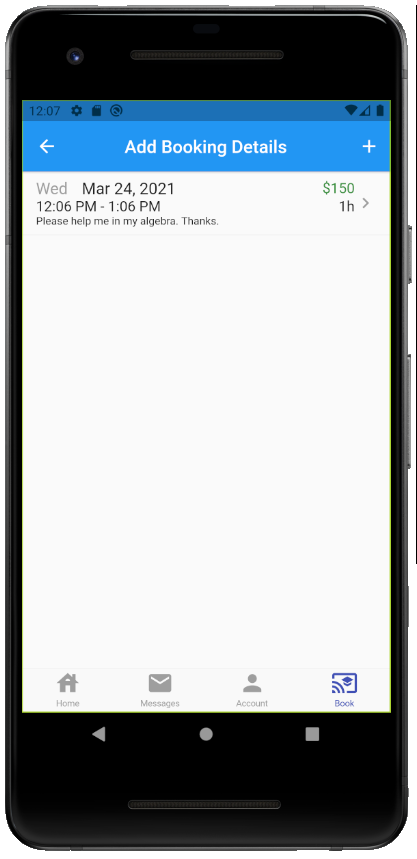 12:07
Add Booking Details
Wed Mar 24, 2021 $150
12:06 PM - 1:06 PM 1h
Please help me in my algebra. Thanks.
Home Messages Account Book